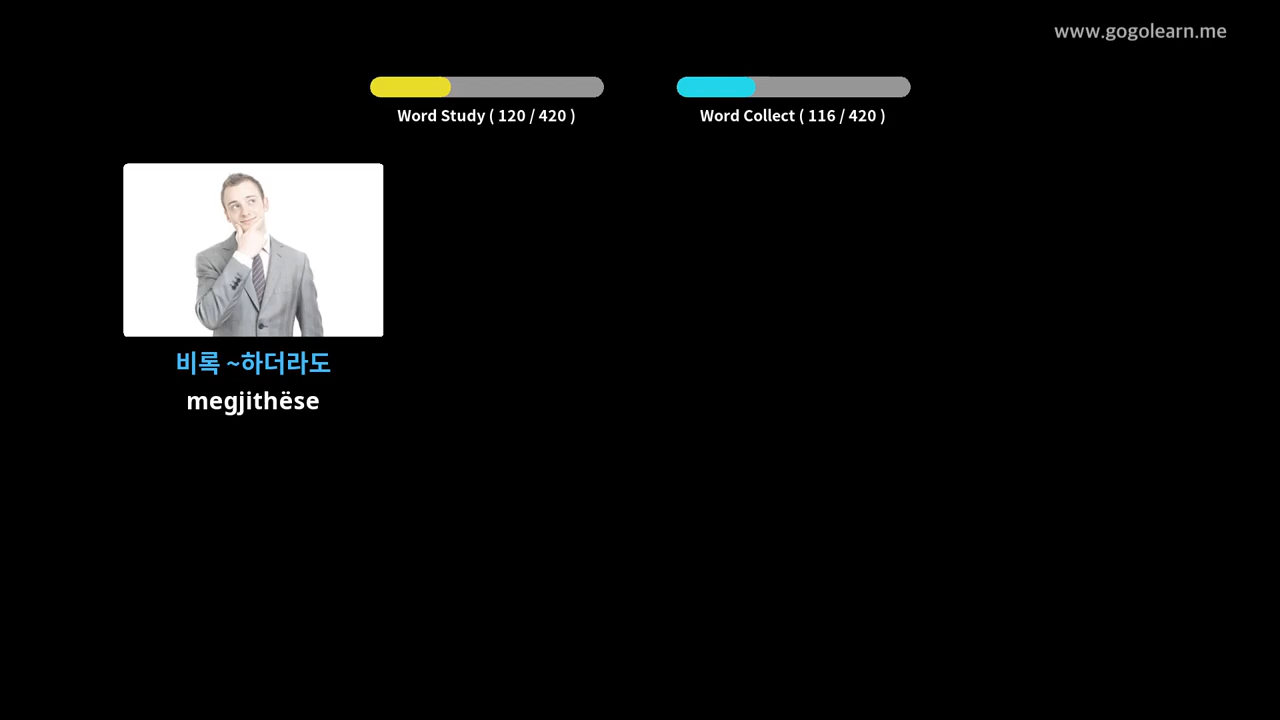 www.gogolearn.me
Word Study ( 120 / 420 )
Word Collect ( 116 / 420 )
비록 ~하더라도
megjithëse